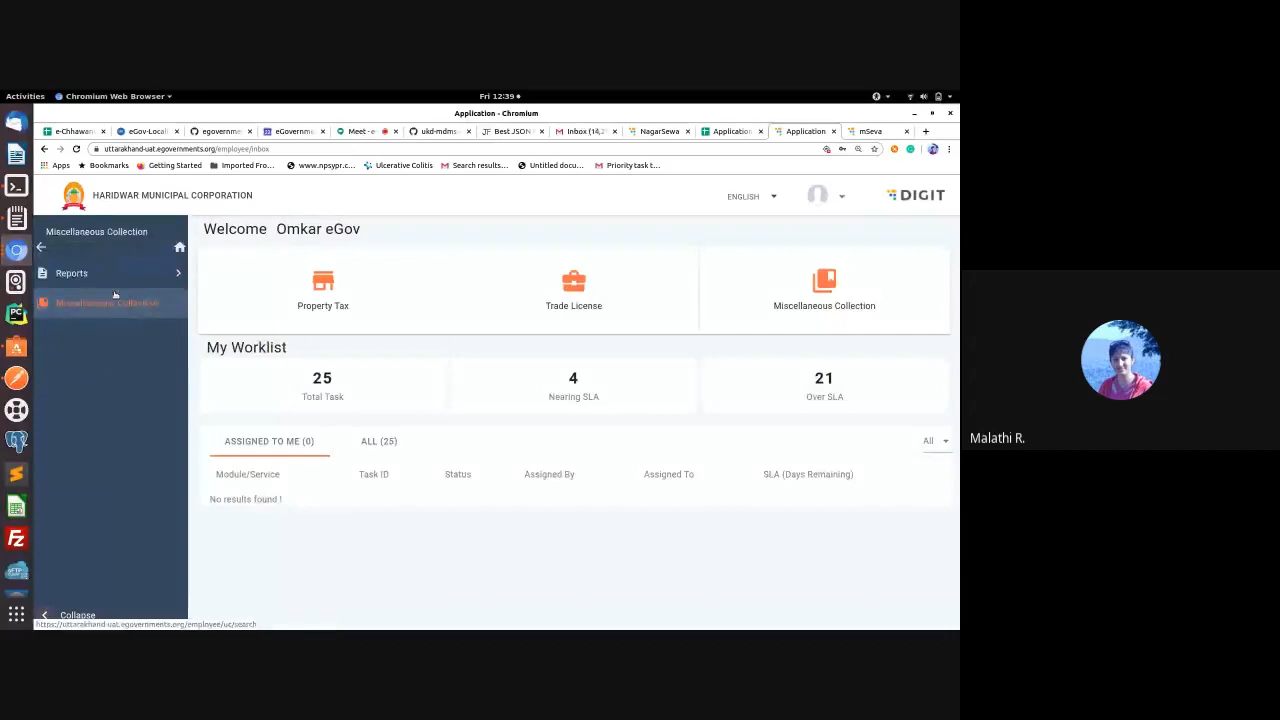 Activities Chromium Web Browser Fri 12:39
Application - Chromium
e-Chhawan eGov-Locali egovernme eGovernme Meet - e ukd-mdms- Best JSON Inbox (14,2 NagarSewa Application Application mSeva
uttarakhand-uat.egovernments.org/employee/inbox
Apps Bookmarks Getting Started Imported Fro... www.npsypr.c... Ulcerative Colitis Search results... Untitled docu... Priority task t...
HARIDWAR MUNICIPAL CORPORATION ENGLISH DIGIT
Miscellaneous Collection
Reports
Miscellaneous Collection
Collapse
https://uttarakhand-uat.egovernments.org/employee/uc/search
Welcome Omkar eGov
Property Tax Trade License Miscellaneous Collection
My Worklist
25 4 21
Total Task Nearing SLA Over SLA
ASSIGNED TO ME (0) ALL (25) All
Module/Service Task ID Status Assigned By Assigned To SLA (Days Remaining)
No results found !
Malathi R.